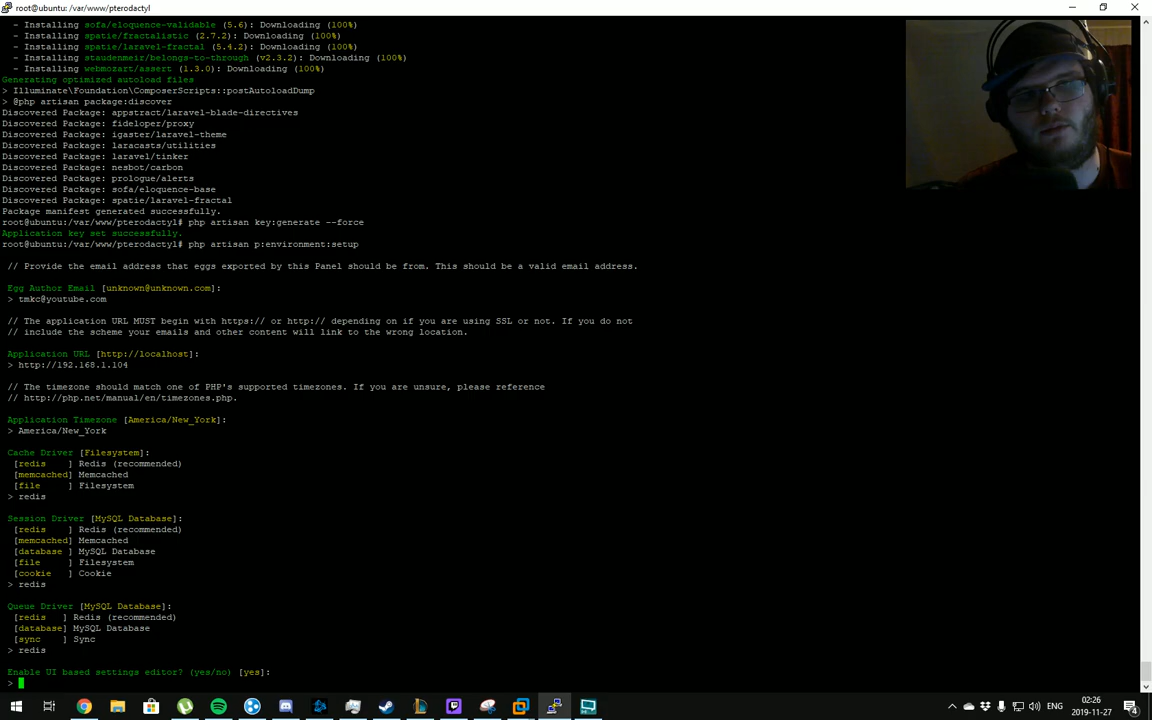 root@ubuntu: /var/www/pterodactyl
- Installing sofa/eloquence-validable (5.6): Downloading (100%)
- Installing spatie/fractalistic (2.7.2): Downloading (100%)
- Installing spatie/laravel-fractal (5.4.2): Downloading (100%)
- Installing staudenmeir/belongs-to-through (v2.3.2): Downloading (100%)
- Installing webmozart/assert (1.3.0): Downloading (100%)
Generating optimized autoload files
> Illuminate\Foundation\ComposerScripts::postAutoloadDump
> @php artisan package:discover
Discovered Package: appstract/laravel-blade-directives
Discovered Package: fideloper/proxy
Discovered Package: igaster/laravel-theme
Discovered Package: laracasts/utilities
Discovered Package: laravel/tinker
Discovered Package: nesbot/carbon
Discovered Package: prologue/alerts
Discovered Package: sofa/eloquence-base
Discovered Package: spatie/laravel-fractal
Package manifest generated successfully.
root@ubuntu:/var/www/pterodactyl# php artisan key:generate --force
Application key set successfully.
root@ubuntu:/var/www/pterodactyl# php artisan p:environment:setup
// Provide the email address that eggs exported by this Panel should be from. This should be a valid email address.
Egg Author Email [unknown@unknown.com]:
> tmkc@youtube.com
// The application URL MUST begin with https:// or http:// depending on if you are using SSL or not. If you do not
// include the scheme your emails and other content will link to the wrong location.
Application URL [http://localhost]:
> http://192.168.1.104
// The timezone should match one of PHP's supported timezones. If you are unsure, please reference
// http://php.net/manual/en/timezones.php.
Application Timezone [America/New_York]:
> America/New_York
Cache Driver [Filesystem]:
[redis    ] Redis (recommended)
[memcached] Memcached
[file     ] Filesystem
> redis
Session Driver [MySQL Database]:
[redis    ] Redis (recommended)
[memcached] Memcached
[database ] MySQL Database
[file     ] Filesystem
[cookie   ] Cookie
> redis
Queue Driver [MySQL Database]:
[redis   ] Redis (recommended)
[database] MySQL Database
[sync    ] Sync
> redis
Enable UI based settings editor? (yes/no) [yes]:
>
02:26
2019-11-27
4